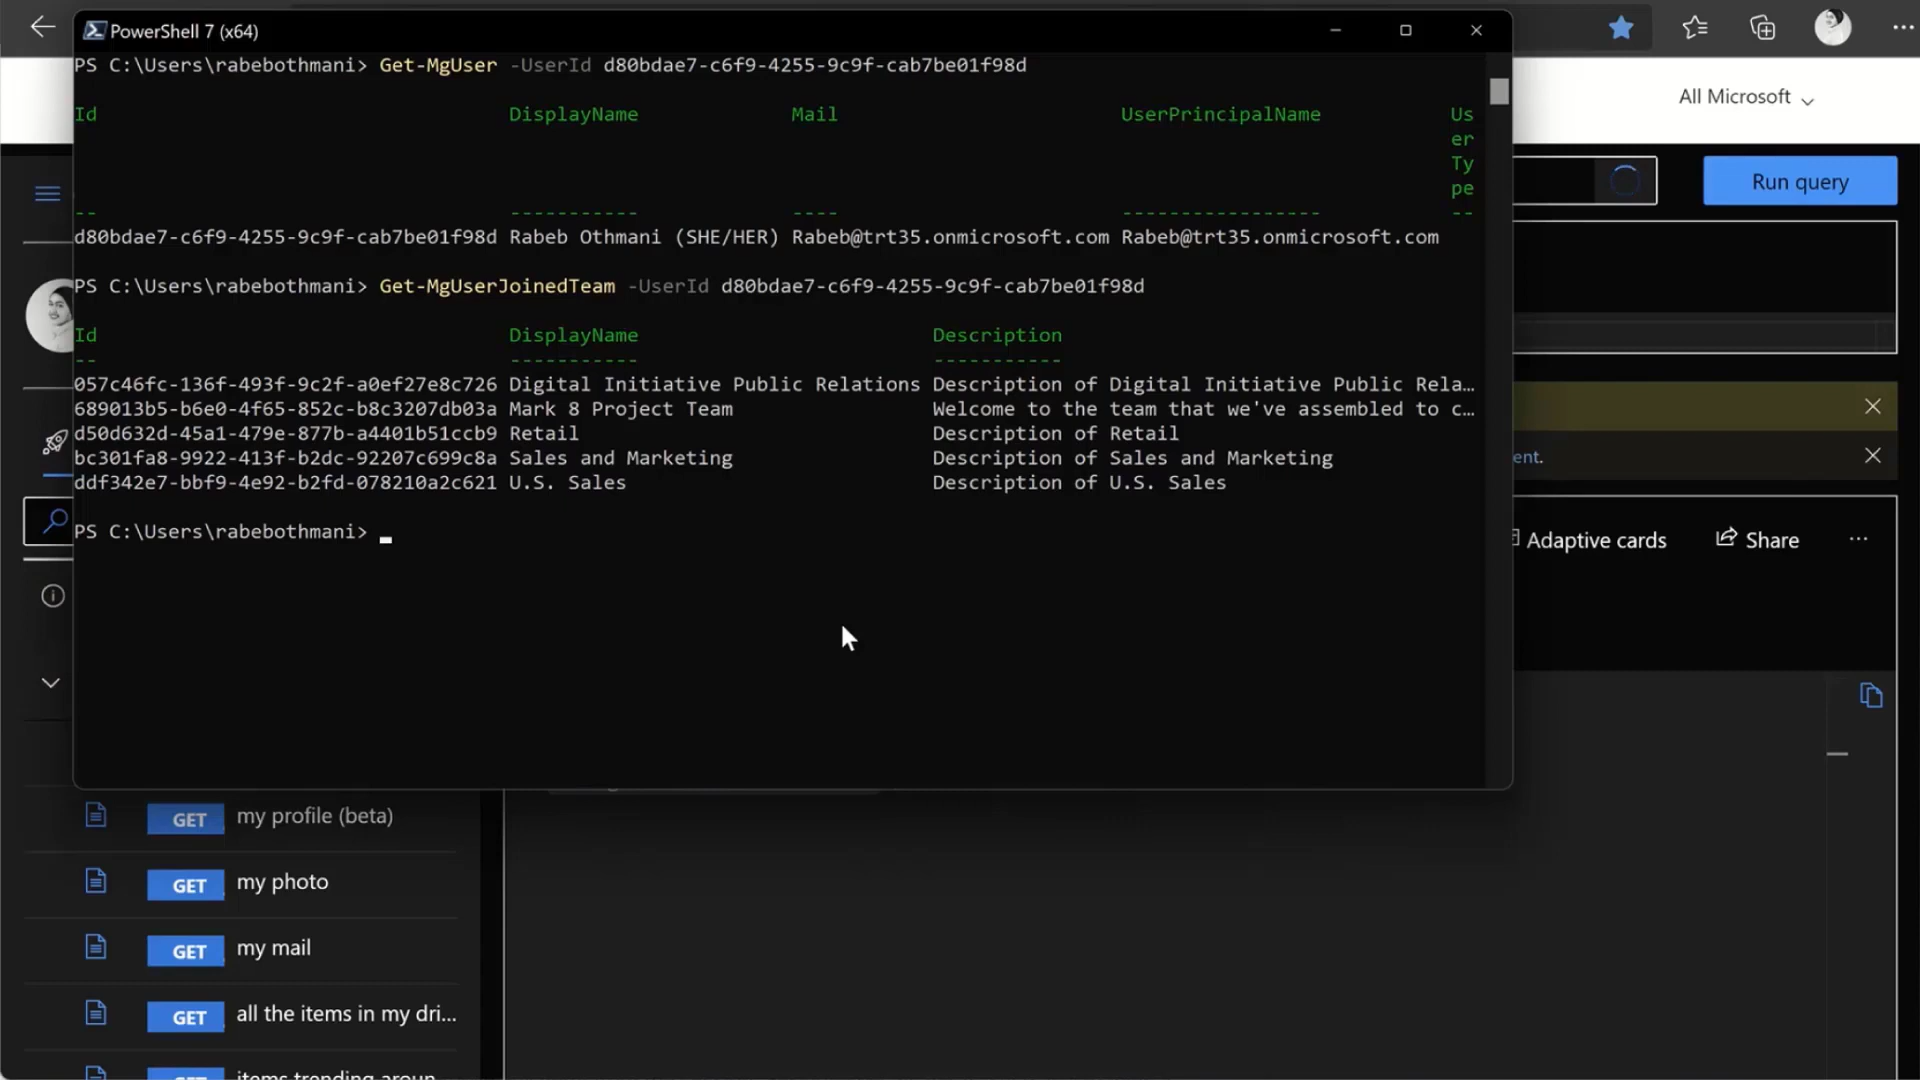 PowerShell 7 (x64)
PS C:\Users\rabebothmani> Get-MgUser -UserId d80bdae7-c6f9-4255-9c9f-cab7be01f98d
Id DisplayName Mail UserPrincipalName Us
er
Ty
pe
-- ----------- ---- ----------------- --
d80bdae7-c6f9-4255-9c9f-cab7be01f98d Rabeb Othmani (SHE/HER) Rabeb@trt35.onmicrosoft.com Rabeb@trt35.onmicrosoft.com
PS C:\Users\rabebothmani> Get-MgUserJoinedTeam -UserId d80bdae7-c6f9-4255-9c9f-cab7be01f98d
Id DisplayName Description
-- ----------- -----------
057c46fc-136f-493f-9c2f-a0ef27e8c726 Digital Initiative Public Relations Description of Digital Initiative Public Rela…
689013b5-b6e0-4f65-852c-b8c3207db03a Mark 8 Project Team Welcome to the team that we've assembled to c…
d50d632d-45a1-479e-877b-a4401b51ccb9 Retail Description of Retail
bc301fa8-9922-413f-b2dc-92207c699c8a Sales and Marketing Description of Sales and Marketing
ddf342e7-bbf9-4e92-b2fd-078210a2c621 U.S. Sales Description of U.S. Sales
PS C:\Users\rabebothmani>
All Microsoft
Run query
ent.
Adaptive cards
Share
GET my profile (beta)
GET my photo
GET my mail
GET all the items in my dri...
GET items trending aroun